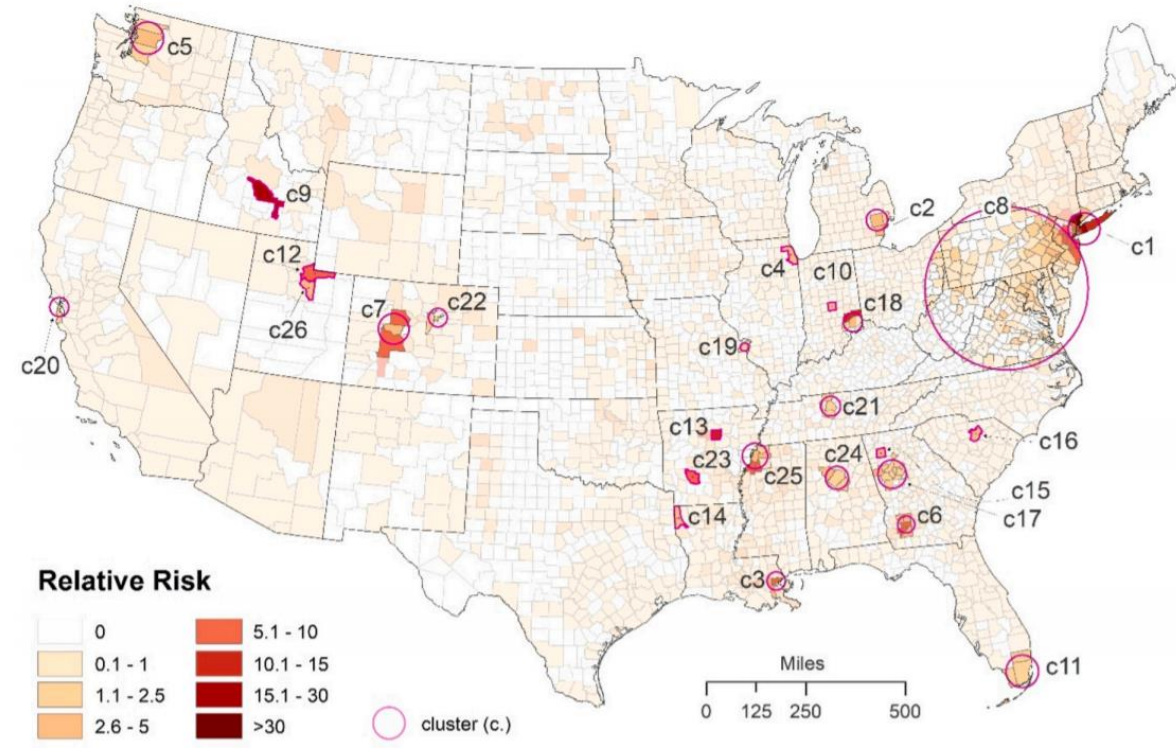 c5
c9
c2
c8
c1
c12
c4
c10
c7
c22
c18
c26
c19
c20
c21
c13
c16
c23
c24
c25
c15
c14
c17
c6
c3
Relative Risk
0
5.1 - 10
0.1 - 1
10.1 - 15
1.1 - 2.5
15.1 - 30
2.6 - 5
>30
cluster (c.)
Miles
0 125 250 500
c11